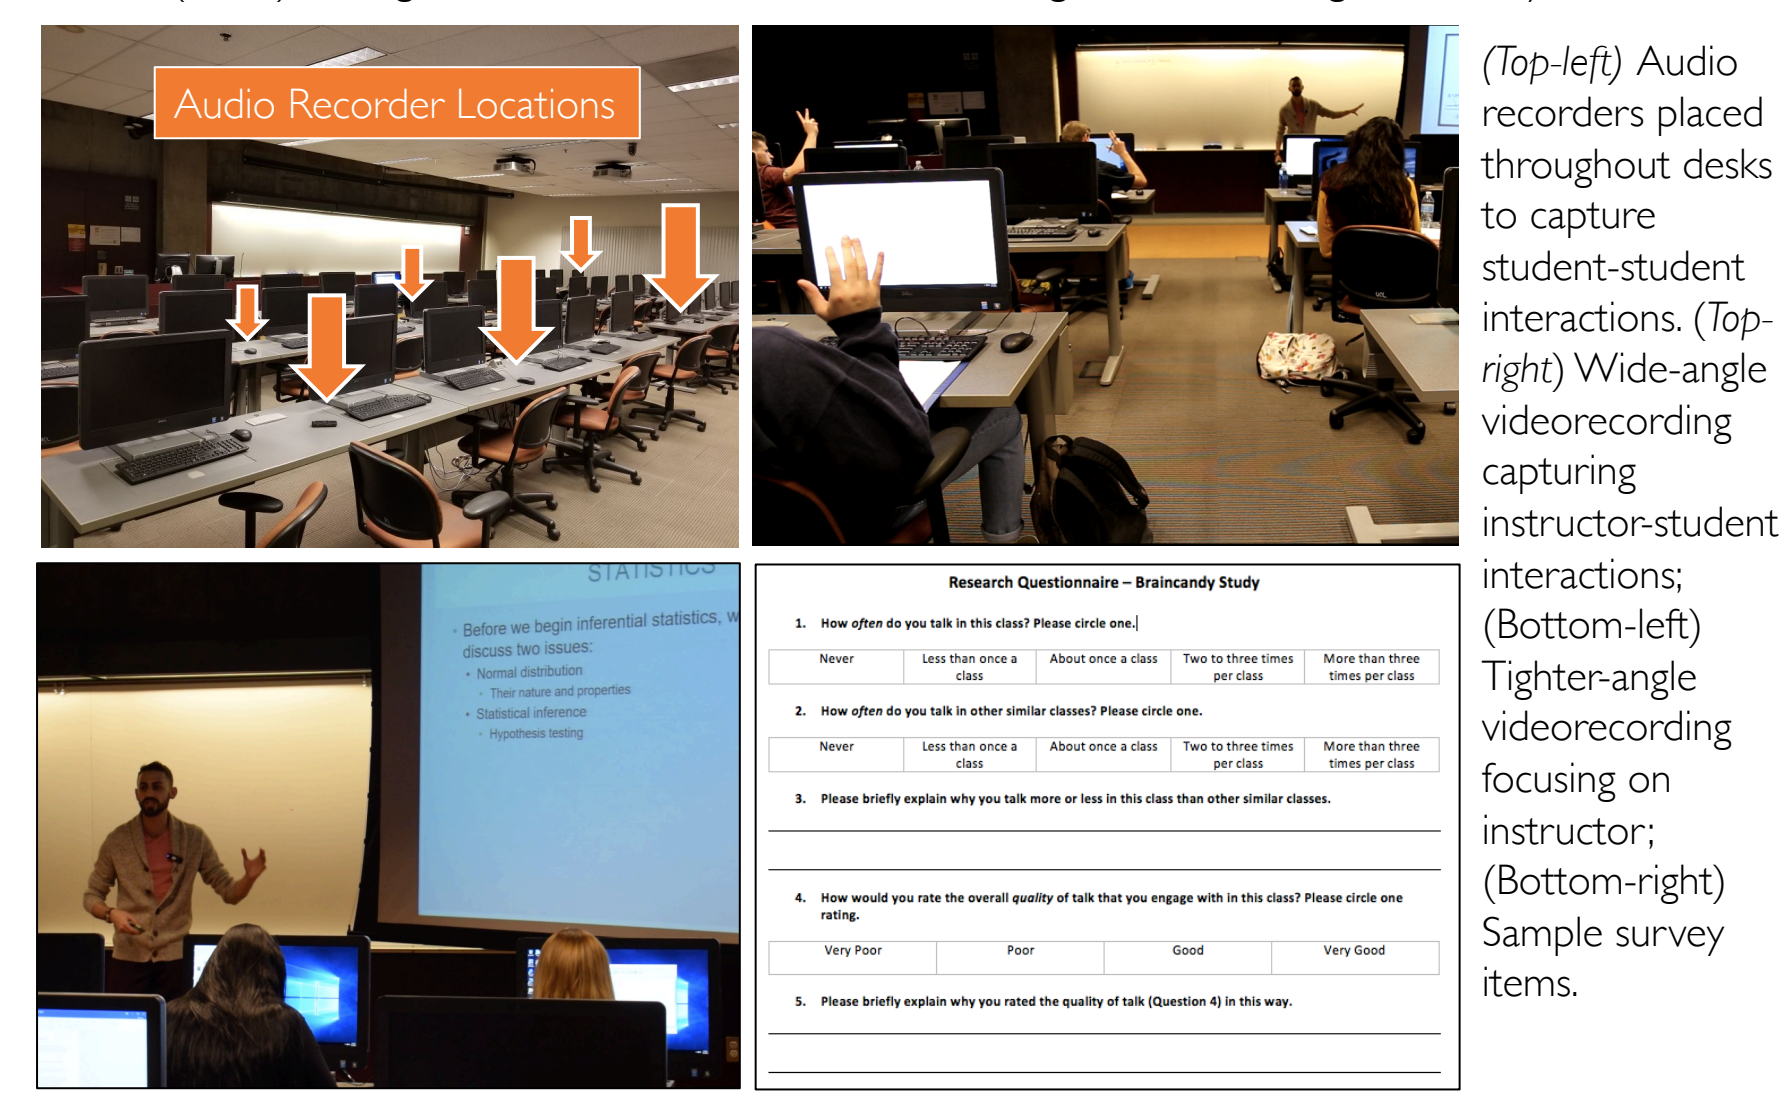 Audio Recorder Locations
STATISTICS
Before we begin inferential statistics, w
discuss two issues:
Normal distribution
Their nature and properties
Statistical inference
Hypothesis testing
Research Questionnaire – Braincandy Study
1. How often do you talk in this class? Please circle one.
Never
Less than once a
class
About once a class
Two to three times
per class
More than three
times per class
2. How often do you talk in other similar classes? Please circle one.
Never
Less than once a
class
About once a class
Two to three times
per class
More than three
times per class
3. Please briefly explain why you talk more or less in this class than other similar classes.
4. How would you rate the overall quality of talk that you engage with in this class? Please circle one
rating.
Very Poor
Poor
Good
Very Good
5. Please briefly explain why you rated the quality of talk (Question 4) in this way.
(Top-left) Audio
recorders placed
throughout desks
to capture
student-student
interactions. (Top-
right) Wide-angle
videorecording
capturing
instructor-student
interactions;
(Bottom-left)
Tighter-angle
videorecording
focusing on
instructor;
(Bottom-right)
Sample survey
items.